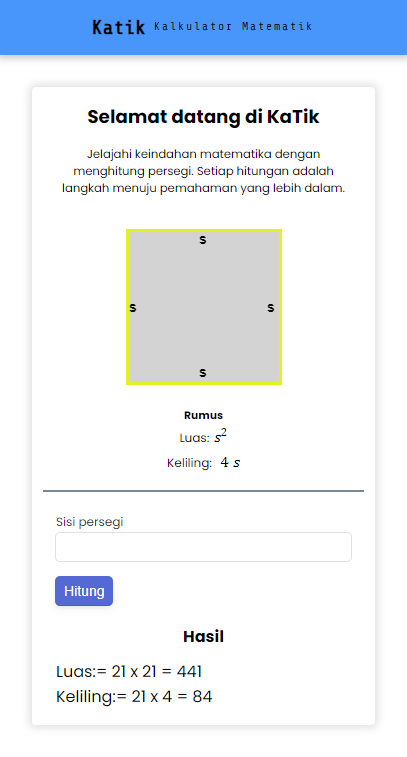 Katik Kalkulator Matematik
Selamat datang di KaTik
Jelajahi keindahan matematika dengan
menghitung persegi. Setiap hitungan adalah
langkah menuju pemahaman yang lebih dalam.
s
s s
s
Rumus
Luas: s²
Keliling: 4 s
Sisi persegi
Hitung
Hasil
Luas:= 21 x 21 = 441
Keliling:= 21 x 4 = 84